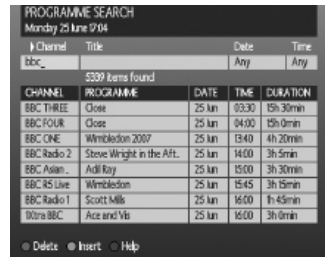 PROGRAMME SEARCH
Monday 25 June 17:04
Channel Title Date Time
bbc_ Any Any
5339 items found
CHANNEL PROGRAMME DATE TIME DURATION
BBC THREE Close 25 Jun 03:30 15h 30min
BBC FOUR Close 25 Jun 04:00 15h 0min
BBC ONE Wimbledon 2007 25 Jun 13:40 4h 20min
BBC Radio 2 Steve Wright in the Aft.. 25 Jun 14:00 3h 5min
BBC Asian.. Adil Ray 25 Jun 15:00 3h 30min
BBC R5 Live Wimbledon 25 Jun 15:45 3h 15min
BBC Radio 1 Scott Mills 25 Jun 16:00 1h 45min
1Xtra BBC Ace and Vis 25 Jun 16:00 3h 0min
Delete Insert Help